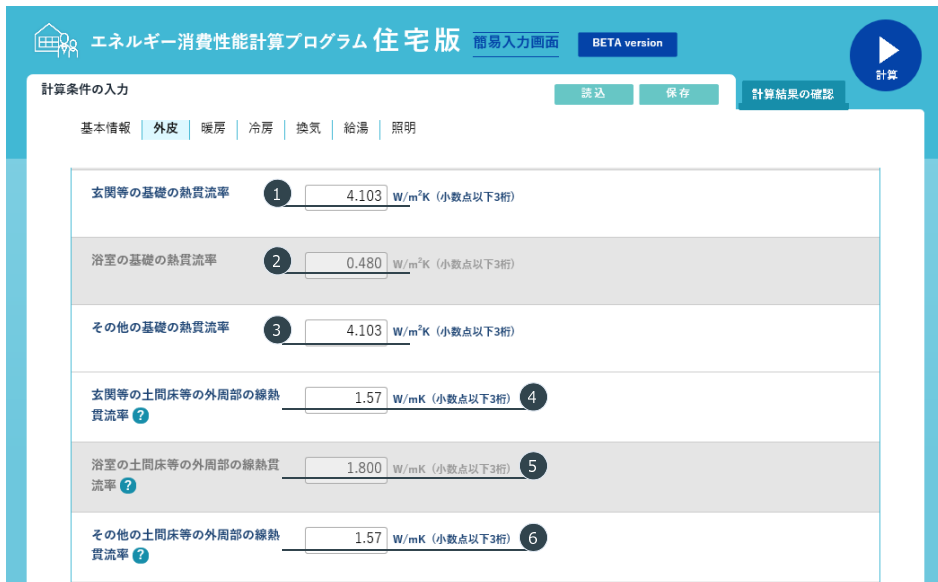 エネルギー消費性能計算プログラム 住宅版 簡易入力画面 BETA version
計算
計算条件の入力 読込 保存 計算結果の確認
基本情報 外皮 暖房 冷房 換気 給湯 照明
玄関等の基礎の熱貫流率 1 4.103 W/m²K（小数点以下3桁）
浴室の基礎の熱貫流率 2 0.480 W/m²K（小数点以下3桁）
その他の基礎の熱貫流率 3 4.103 W/m²K（小数点以下3桁）
玄関等の土間床等の外周部の線熱
貫流率 ? 1.57 W/mK（小数点以下3桁） 4
浴室の土間床等の外周部の線熱貫
流率 ? 1.800 W/mK（小数点以下3桁） 5
その他の土間床等の外周部の線熱
貫流率 ? 1.57 W/mK（小数点以下3桁） 6